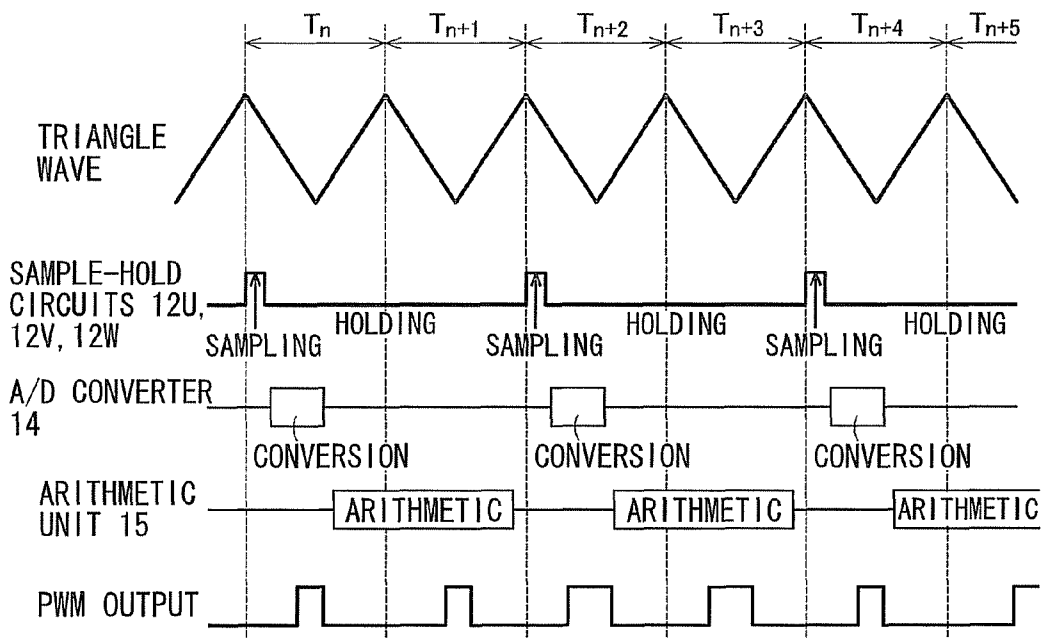 Tn Tn+1 Tn+2 Tn+3 Tn+4 Tn+5
TRIANGLE
WAVE
SAMPLE-HOLD
CIRCUITS 12U,
12V, 12W
HOLDING HOLDING HOLDING
SAMPLING SAMPLING SAMPLING
A/D CONVERTER
14
CONVERSION CONVERSION CONVERSION
ARITHMETIC
UNIT 15
ARITHMETIC ARITHMETIC ARITHMETIC
PWM OUTPUT